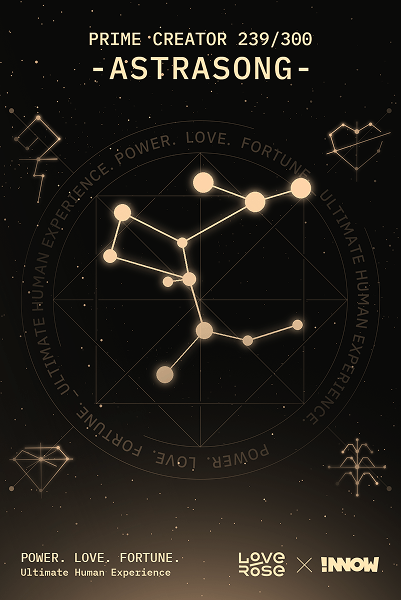 PRIME CREATOR 239/300
-ASTRASONG-
POWER. LOVE. FORTUNE - ULTIMATE HUMAN EXPERIENCE.
POWER. LOVE. FORTUNE - ULTIMATE HUMAN EXPERIENCE.
POWER. LOVE. FORTUNE.
Ultimate Human Experience
LOVE
ROSE
INNOW